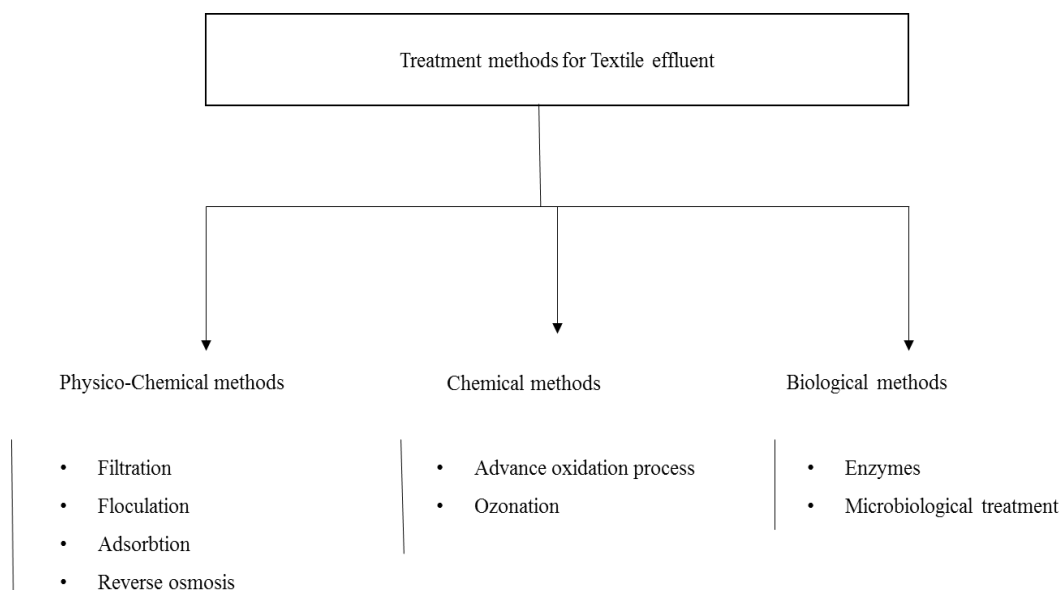 Treatment methods for Textile effluent
Physico-Chemical methods
• Filtration
• Floculation
• Adsorbtion
• Reverse osmosis
Chemical methods
• Advance oxidation process
• Ozonation
Biological methods
• Enzymes
• Microbiological treatment